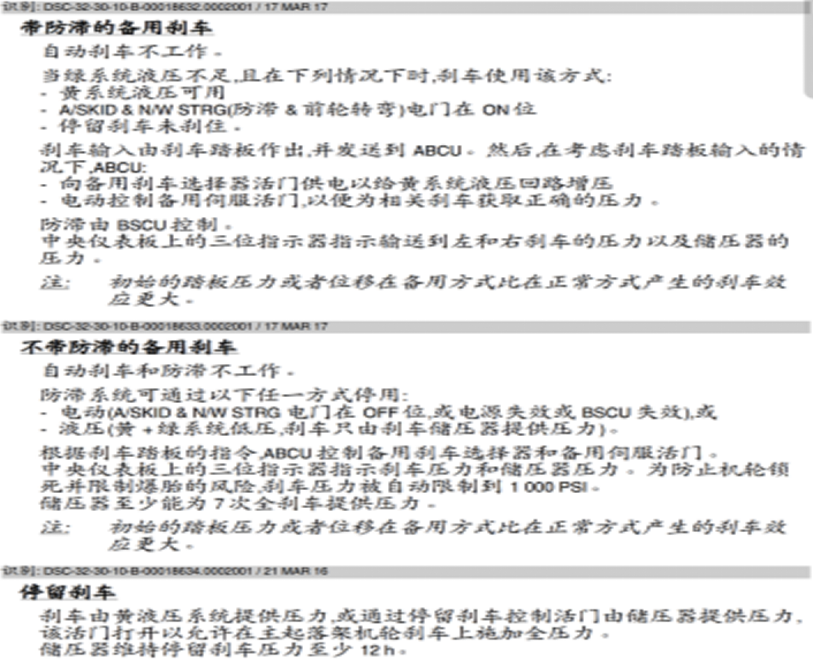 识别: DSC-32-30-10-B-00018632.0002001 / 17 MAR 17
带防滞的备用刹车
自动刹车不工作。
当绿系统液压不足,且在下列情况下时,刹车使用该方式:
- 黄系统液压可用
- A/SKID & N/W STRG(防滞 & 前轮转弯)电门在 ON 位
- 停留刹车未刹住。
刹车输入由刹车踏板作出,并发送到 ABCU。然后,在考虑刹车踏板输入的情
况下,ABCU:
- 向备用刹车选择器活门供电以给黄系统液压回路增压
- 电动控制备用伺服活门,以便为相关刹车获取正确的压力。
防滞由 BSCU 控制。
中央仪表板上的三位指示器指示输送到左和右刹车的压力以及储压器的
压力。
注: 初始的踏板压力或者位移在备用方式比在正常方式产生的刹车效
应更大。
识别: DSC-32-30-10-B-00018633.0002001 / 17 MAR 17
不带防滞的备用刹车
自动刹车和防滞不工作。
防滞系统可通过以下任一方式停用:
- 电动(A/SKID & N/W STRG 电门在 OFF 位,或电源失效或 BSCU 失效),或
- 液压(黄 + 绿系统低压,刹车只由刹车储压器提供压力)。
根据刹车踏板的指令,ABCU 控制备用刹车选择器和备用伺服活门。
中央仪表板上的三位指示器指示刹车压力和储压器压力。为防止机轮锁
死并限制爆胎的风险,刹车压力被自动限制到 1 000 PSI。
储压器至少能为 7 次全刹车提供压力。
注: 初始的踏板压力或者位移在备用方式比在正常方式产生的刹车效
应更大。
识别: DSC-32-30-10-B-00018634.0002001 / 21 MAR 16
停留刹车
刹车由黄液压系统提供压力,或通过停留刹车控制活门由储压器提供压力,
该活门打开以允许在主起落架机轮刹车上施加全压力。
储压器维持停留刹车压力至少 12 h。